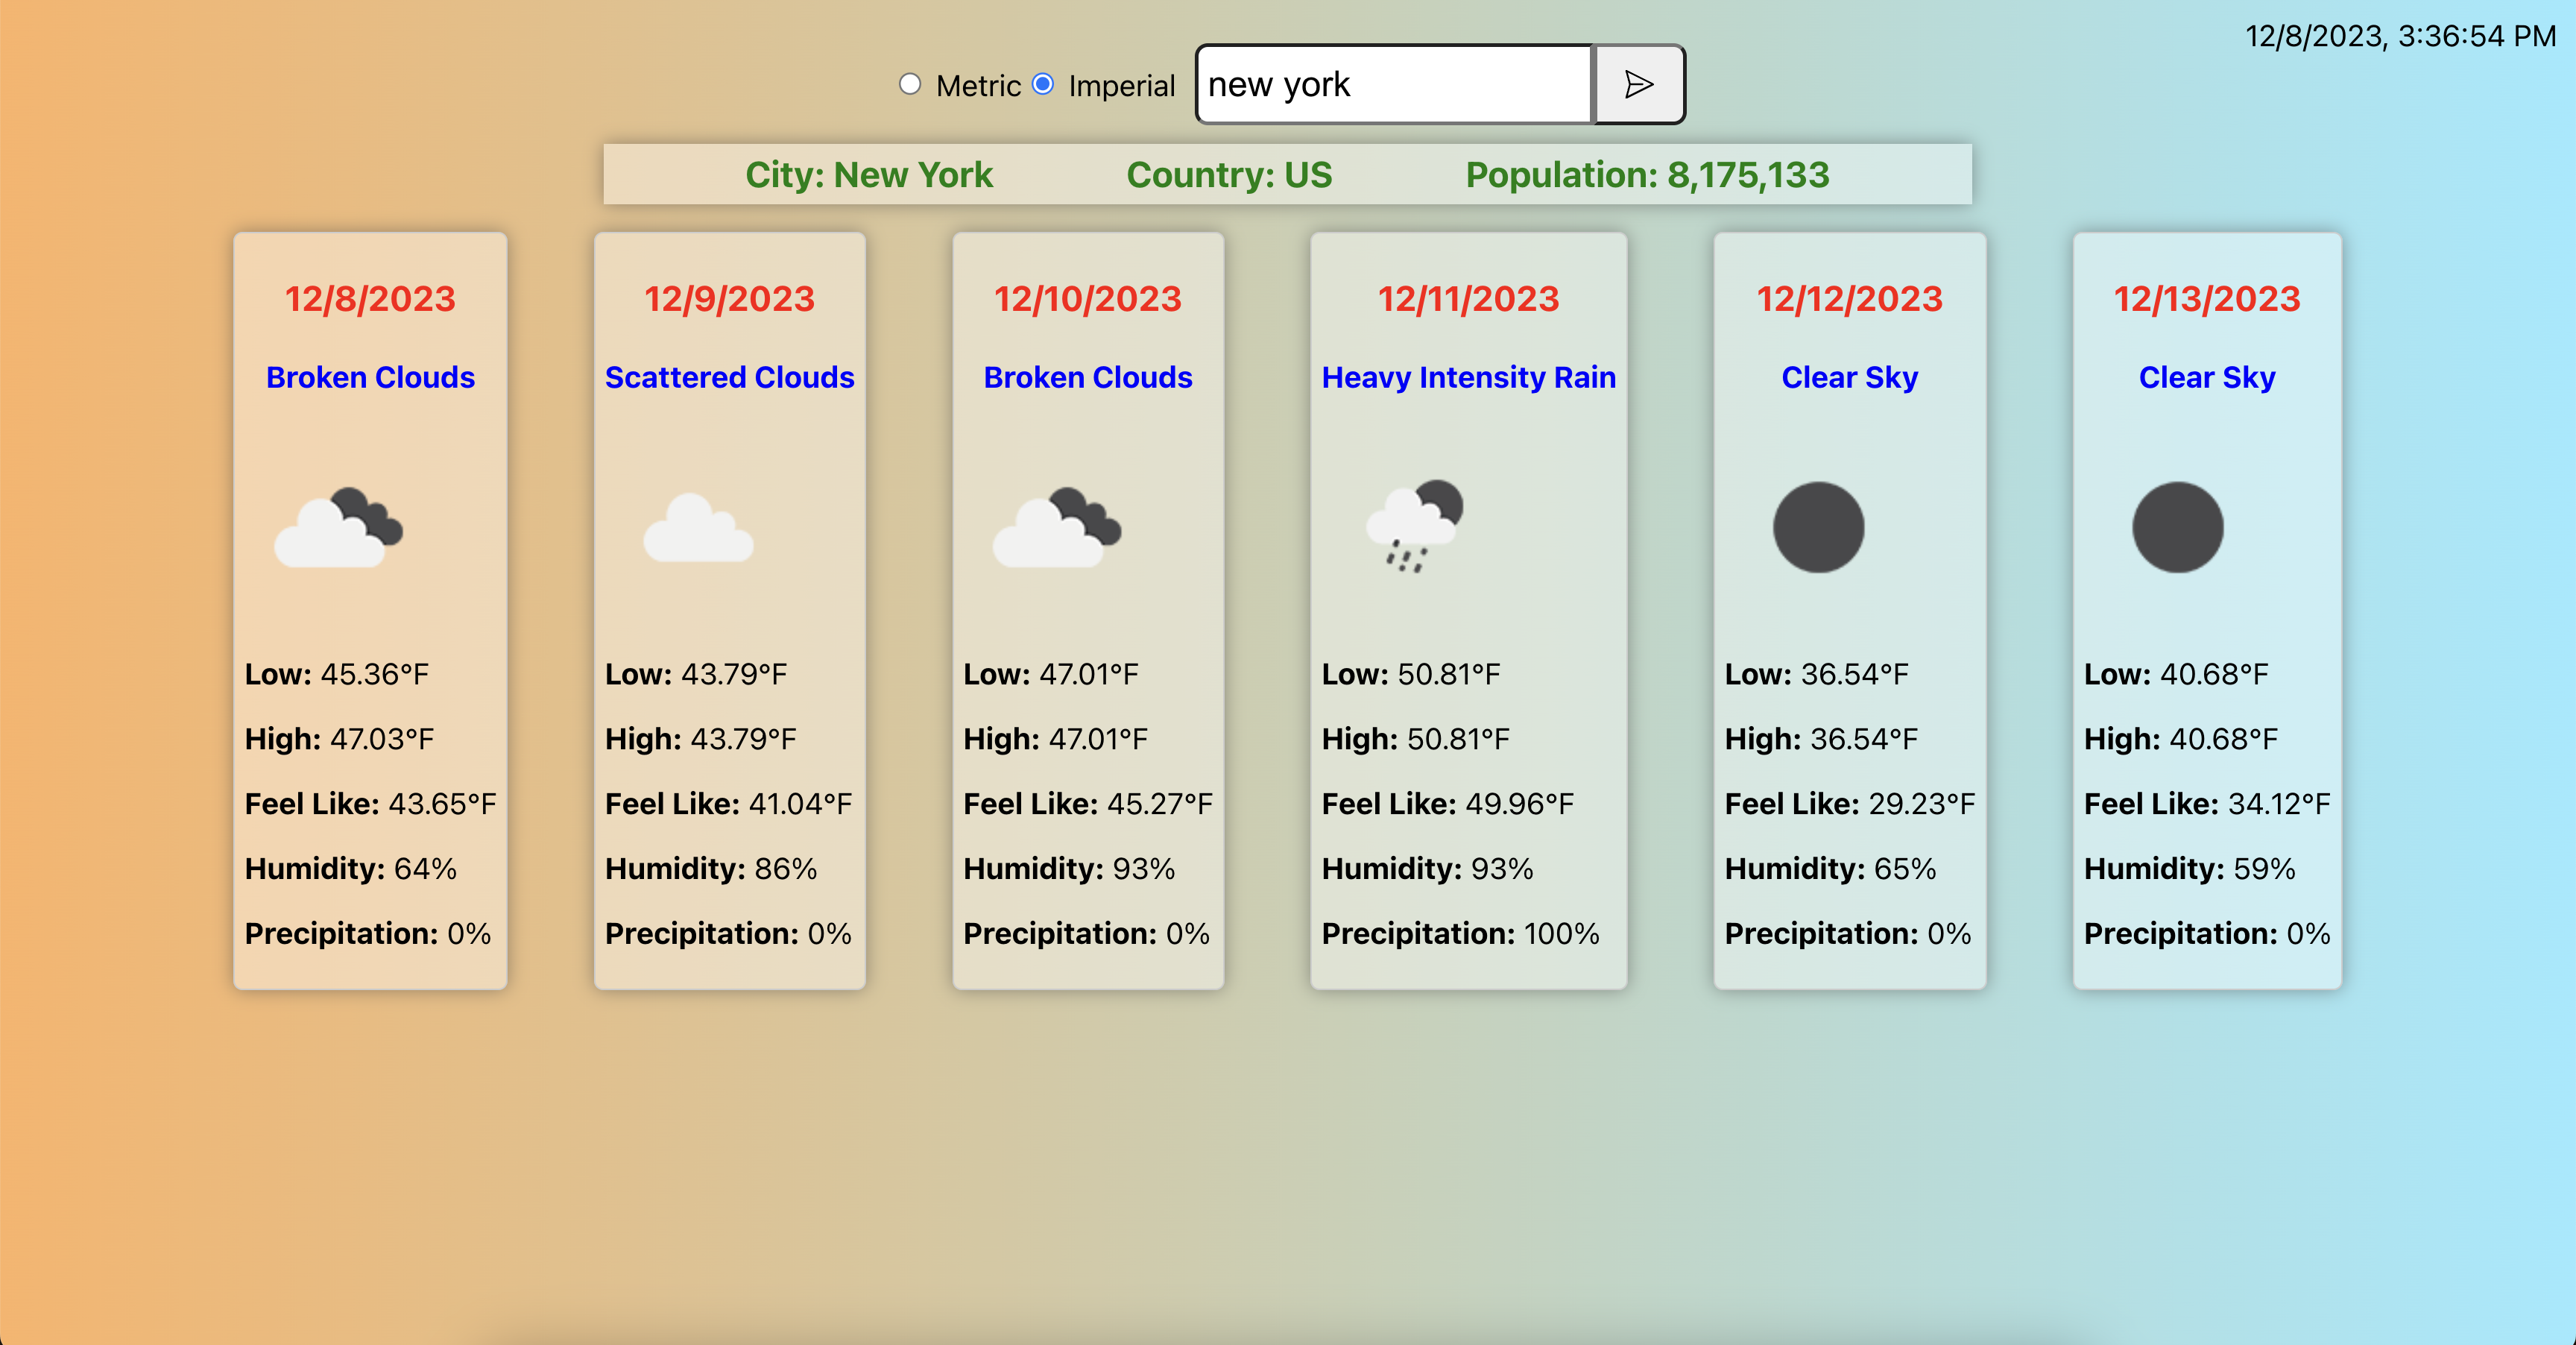 12/8/2023, 3:36:54 PM
Metric Imperial new york
City: New York Country: US Population: 8,175,133
12/8/2023
Broken Clouds
Low: 45.36°F
High: 47.03°F
Feel Like: 43.65°F
Humidity: 64%
Precipitation: 0%
12/9/2023
Scattered Clouds
Low: 43.79°F
High: 43.79°F
Feel Like: 41.04°F
Humidity: 86%
Precipitation: 0%
12/10/2023
Broken Clouds
Low: 47.01°F
High: 47.01°F
Feel Like: 45.27°F
Humidity: 93%
Precipitation: 0%
12/11/2023
Heavy Intensity Rain
Low: 50.81°F
High: 50.81°F
Feel Like: 49.96°F
Humidity: 93%
Precipitation: 100%
12/12/2023
Clear Sky
Low: 36.54°F
High: 36.54°F
Feel Like: 29.23°F
Humidity: 65%
Precipitation: 0%
12/13/2023
Clear Sky
Low: 40.68°F
High: 40.68°F
Feel Like: 34.12°F
Humidity: 59%
Precipitation: 0%